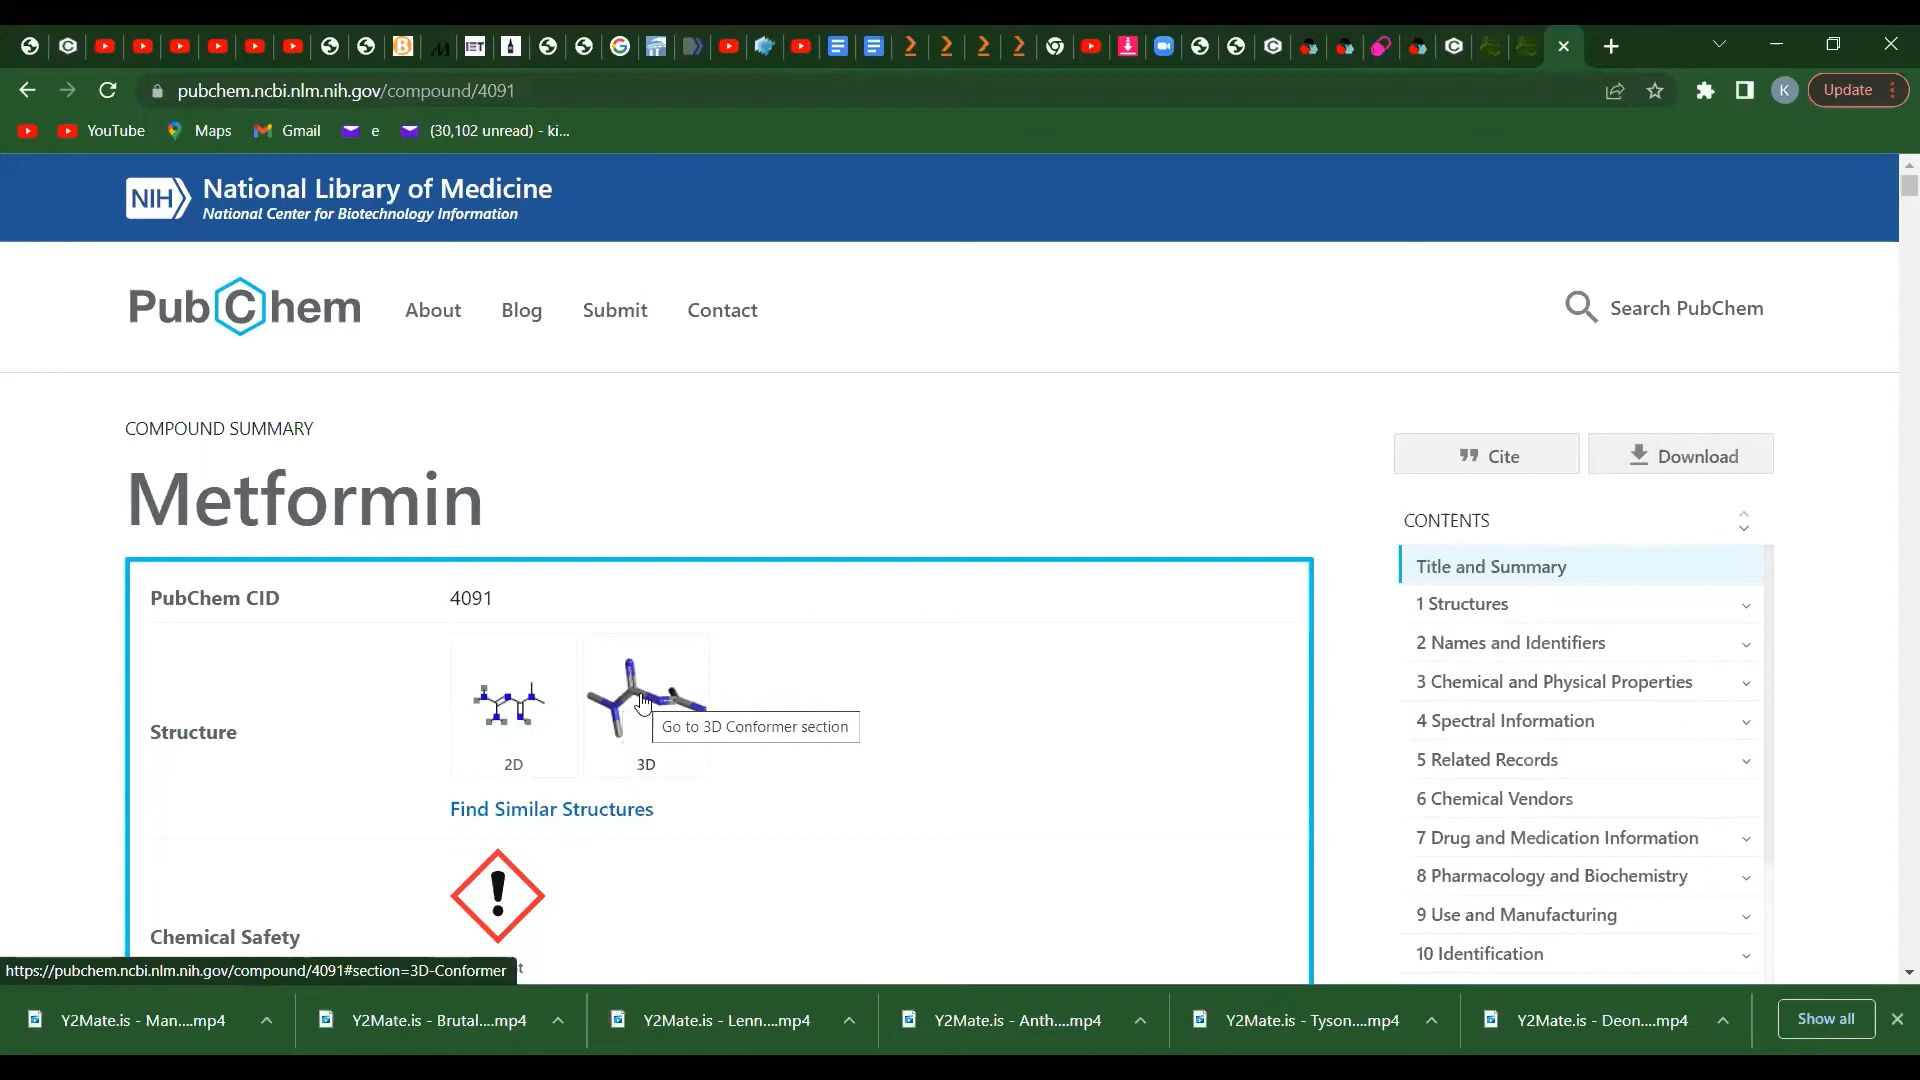 pubchem.ncbi.nlm.nih.gov/compound/4091
K
Update
YouTube
Maps
Gmail
e
(30,102 unread) - ki...
NIH
National Library of Medicine
National Center for Biotechnology Information
PubChem
About
Blog
Submit
Contact
Search PubChem
COMPOUND SUMMARY
Metformin
Cite
Download
CONTENTS
Title and Summary
1 Structures
2 Names and Identifiers
3 Chemical and Physical Properties
4 Spectral Information
5 Related Records
6 Chemical Vendors
7 Drug and Medication Information
8 Pharmacology and Biochemistry
9 Use and Manufacturing
10 Identification
PubChem CID
4091
Structure
2D
3D
Go to 3D Conformer section
Find Similar Structures
Chemical Safety
https://pubchem.ncbi.nlm.nih.gov/compound/4091#section=3D-Conformer
Y2Mate.is - Man....mp4
Y2Mate.is - Brutal....mp4
Y2Mate.is - Lenn....mp4
Y2Mate.is - Anth....mp4
Y2Mate.is - Tyson....mp4
Y2Mate.is - Deon....mp4
Show all